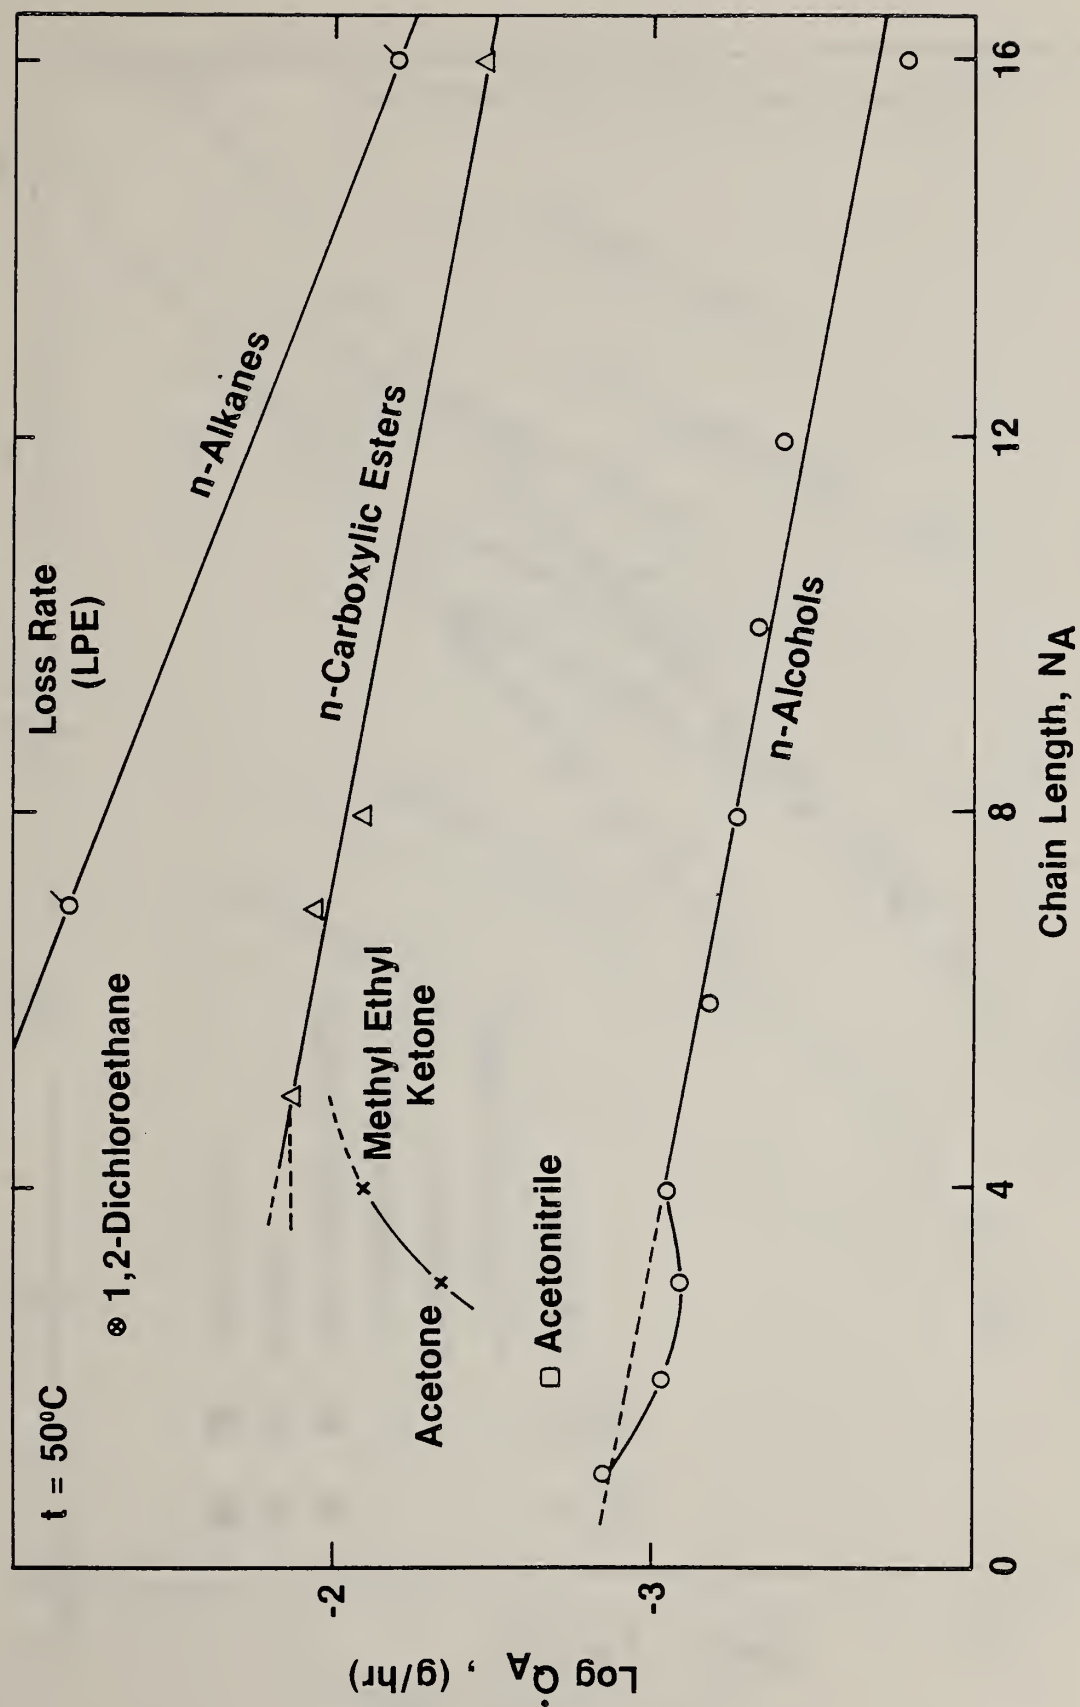 t = 50ºC
Loss Rate
(LPE)
1,2-Dichloroethane
n-Alkanes
n-Carboxylic Esters
Methyl Ethyl
Ketone
Acetone
Acetonitrile
n-Alcohols
-2
-3
Log Q̇A , (g/hr)
0
4
8
12
16
Chain Length, NA